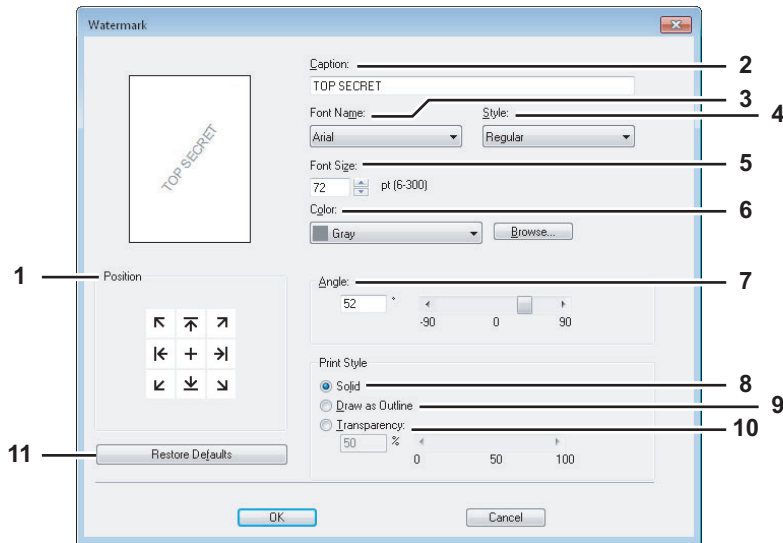 Watermark
Caption: 2
TOP SECRET
3
Font Name: Style: 4
Arial Regular
Font Size: 5
72 pt (6-300)
Color: 6
Gray Browse...
TOP SECRET
1 Position
Angle: 7
52 °
-90 0 90
Print Style
Solid 8
Draw as Outline 9
Transparency: 10
50 %
0 50 100
11 Restore Defaults
OK Cancel